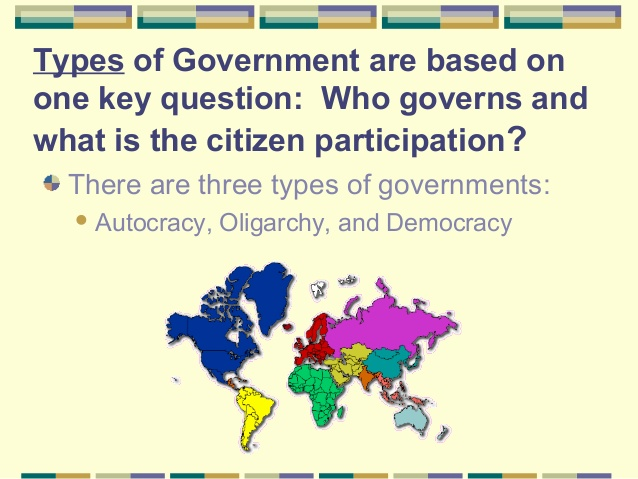 Types of Government are based on
one key question:  Who governs and
what is the citizen participation?
There are three types of governments:
Autocracy, Oligarchy, and Democracy